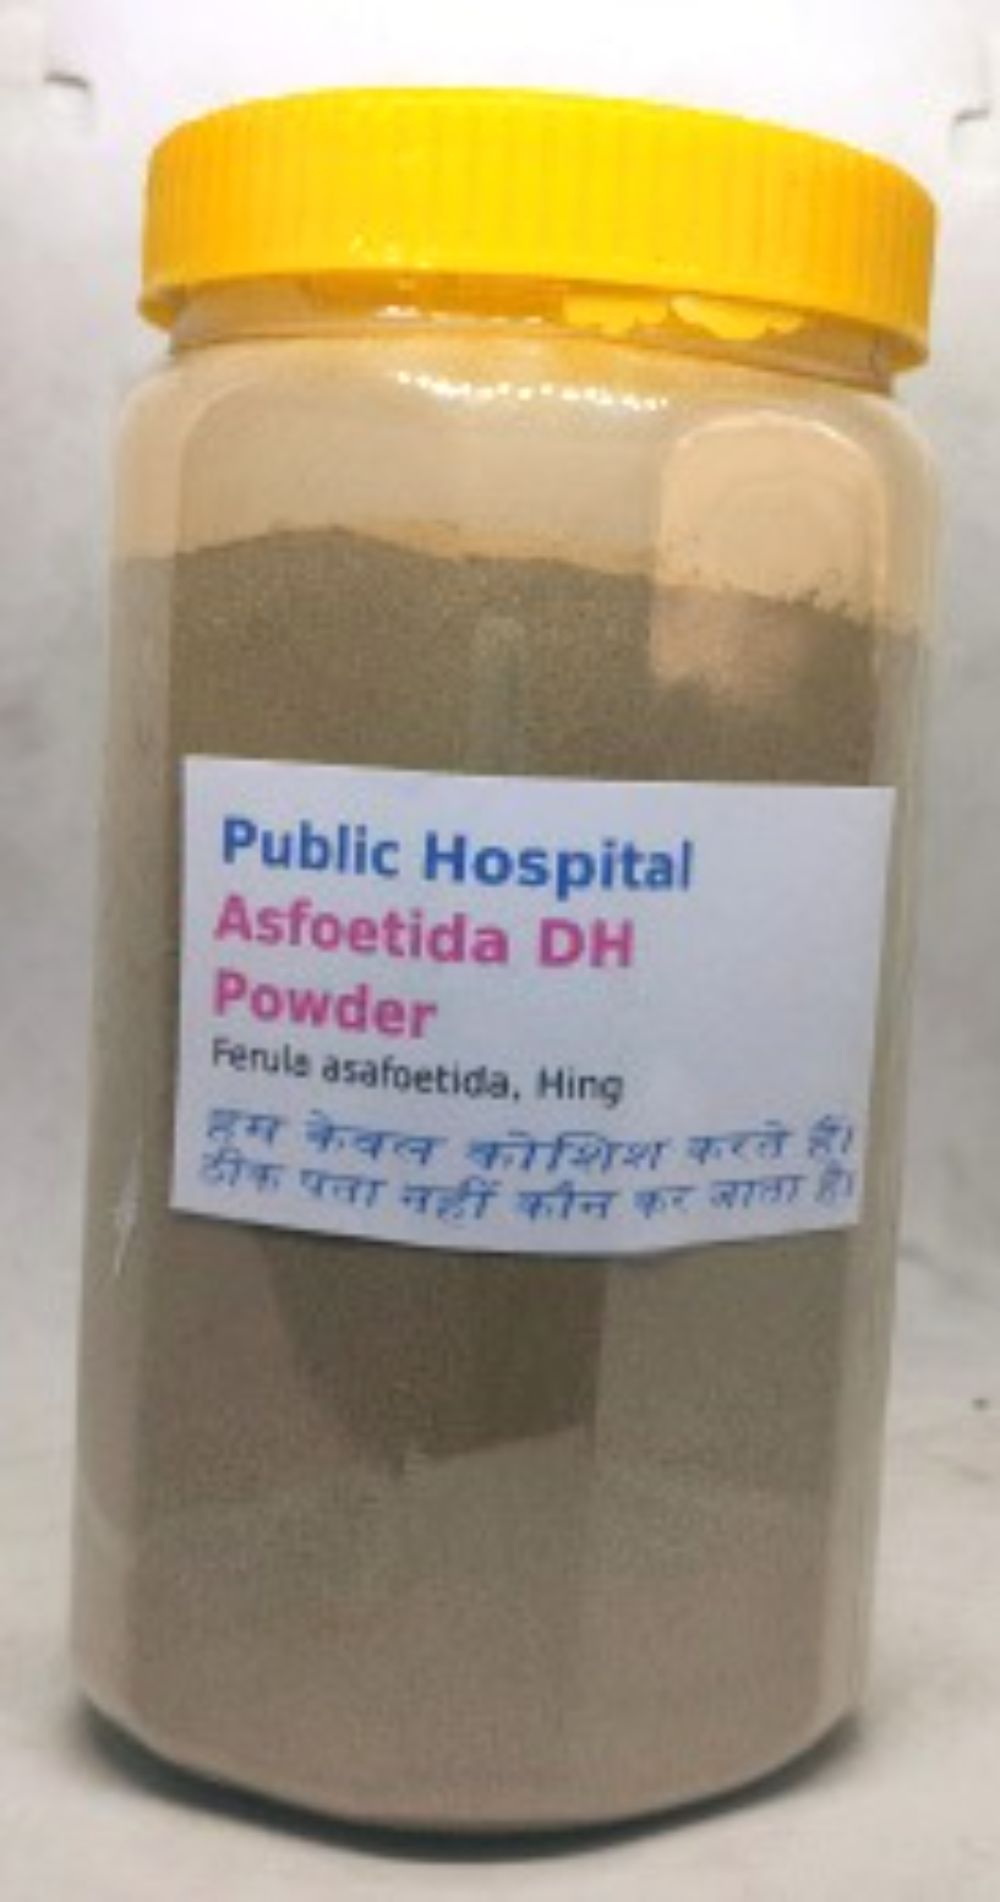 Public Hospital
Asfoetida DH
Powder
Ferula asafoetida, Hing
हम केवल कोशिश करते हैं।
ठीक पता नहीं कौन कर जाता है।